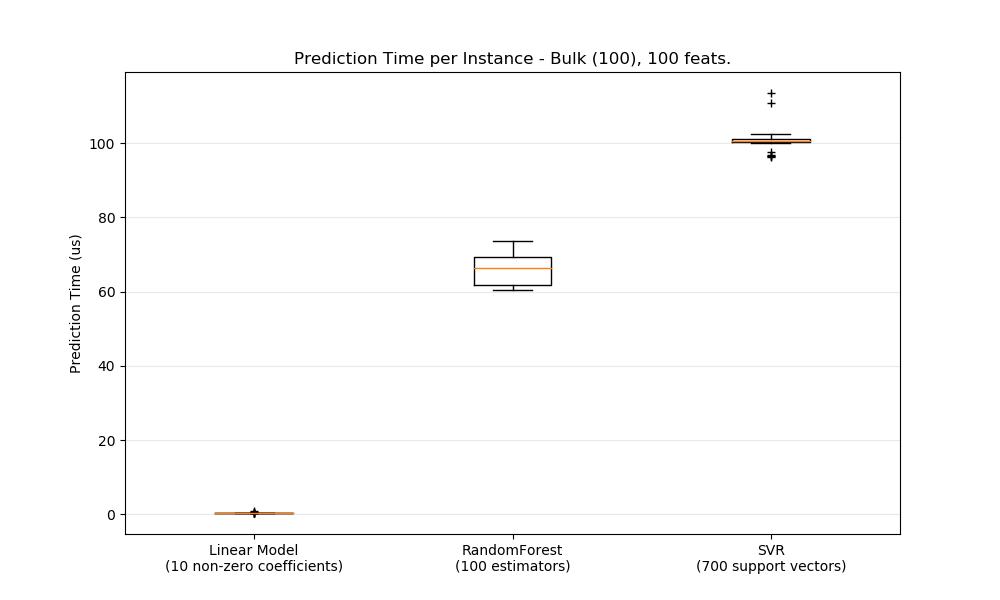 Prediction Time per Instance - Bulk (100), 100 feats.
Prediction Time (us)
100
80
60
40
20
0
Linear Model
(10 non-zero coefficients)
RandomForest
(100 estimators)
SVR
(700 support vectors)